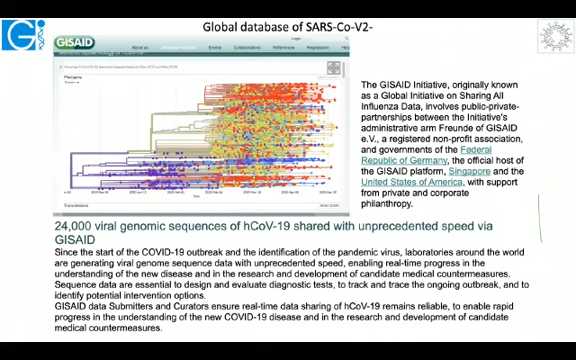 Global database of SARS-Co-V2-
GISAID
About us
Events
Collaborations
References
Registration
Help
Login
Phylogeny
The GISAID Initiative, originally known
as a Global Initiative on Sharing All
Influenza Data, involves public-private-
partnerships between the Initiative's
administrative arm Freunde of GISAID
e.V., a registered non-profit association,
and governments of the Federal
Republic of Germany, the official host of
the GISAID platform, Singapore and the
United States of America, with support
from private and corporate
philanthropy.
24,000 viral genomic sequences of hCoV-19 shared with unprecedented speed via
GISAID
Since the start of the COVID-19 outbreak and the identification of the pandemic virus, laboratories around the world
are generating viral genome sequence data with unprecedented speed, enabling real-time progress in the
understanding of the new disease and in the research and development of candidate medical countermeasures.
Sequence data are essential to design and evaluate diagnostic tests, to track and trace the ongoing outbreak, and to
identify potential intervention options.
GISAID data Submitters and Curators ensure real-time data sharing of hCoV-19 remains reliable, to enable rapid
progress in the understanding of the new COVID-19 disease and in the research and development of candidate
medical countermeasures.